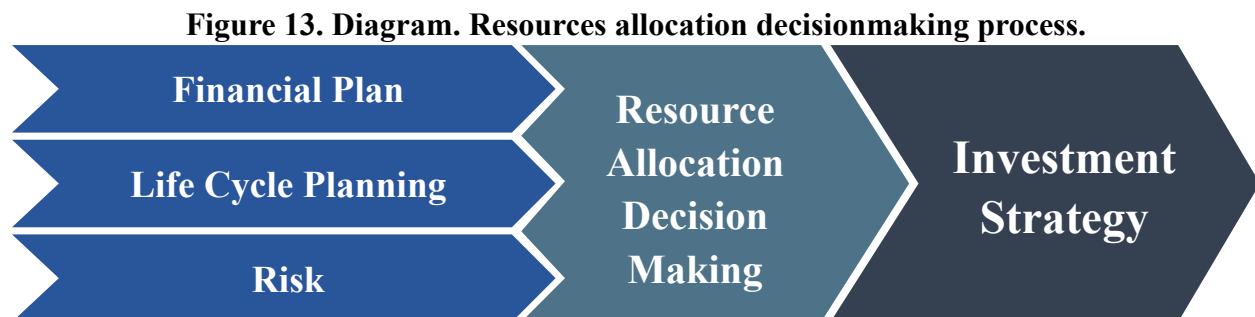 Figure 13. Diagram. Resources allocation decisionmaking process.
Financial Plan
Life Cycle Planning
Risk
Resource
Allocation
Decision
Making
Investment
Strategy